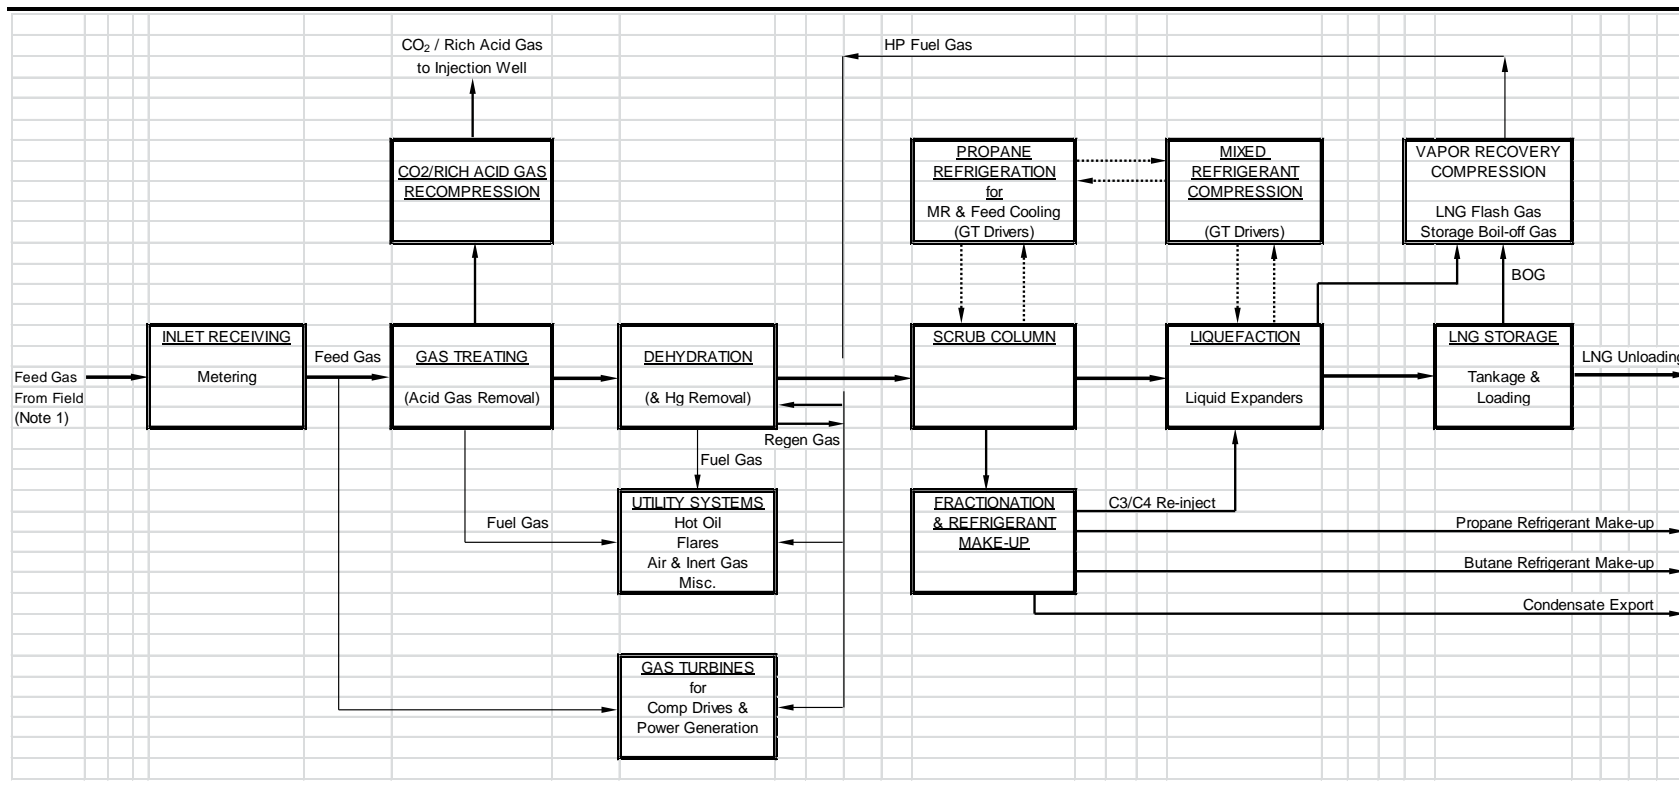 CO₂ / Rich Acid Gas
to Injection Well
HP Fuel Gas
CO2/RICH ACID GAS
RECOMPRESSION
PROPANE
REFRIGERATION
for
MR & Feed Cooling
(GT Drivers)
MIXED
REFRIGERANT
COMPRESSION
(GT Drivers)
VAPOR RECOVERY
COMPRESSION
LNG Flash Gas
Storage Boil-off Gas
BOG
Feed Gas
From Field
(Note 1)
INLET RECEIVING
Metering
Feed Gas
GAS TREATING
(Acid Gas Removal)
DEHYDRATION
(& Hg Removal)
Regen Gas
SCRUB COLUMN
LIQUEFACTION
Liquid Expanders
LNG STORAGE
Tankage &
Loading
LNG Unloading
Fuel Gas
Fuel Gas
UTILITY SYSTEMS
Hot Oil
Flares
Air & Inert Gas
Misc.
FRACTIONATION
& REFRIGERANT
MAKE-UP
C3/C4 Re-inject
Propane Refrigerant Make-up
Butane Refrigerant Make-up
Condensate Export
GAS TURBINES
for
Comp Drives &
Power Generation